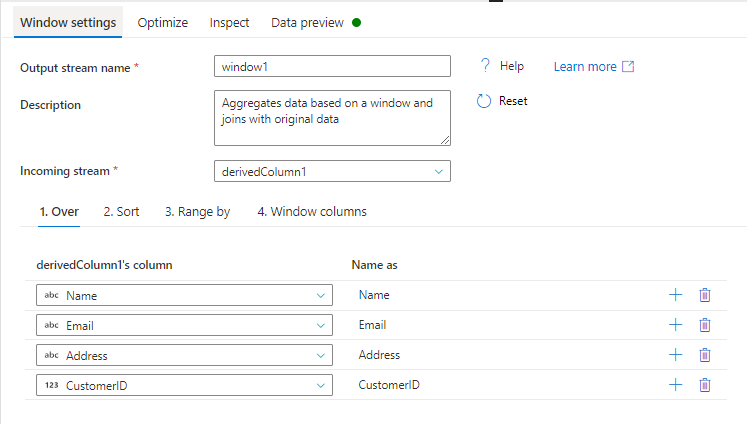 Window settings Optimize Inspect Data preview
Output stream name * window1 ? Help Learn more
Description Aggregates data based on a window and joins with original data Reset
Incoming stream * derivedColumn1
1. Over 2. Sort 3. Range by 4. Window columns
derivedColumn1's column Name as
abc Name Name
abc Email Email
abc Address Address
123 CustomerID CustomerID